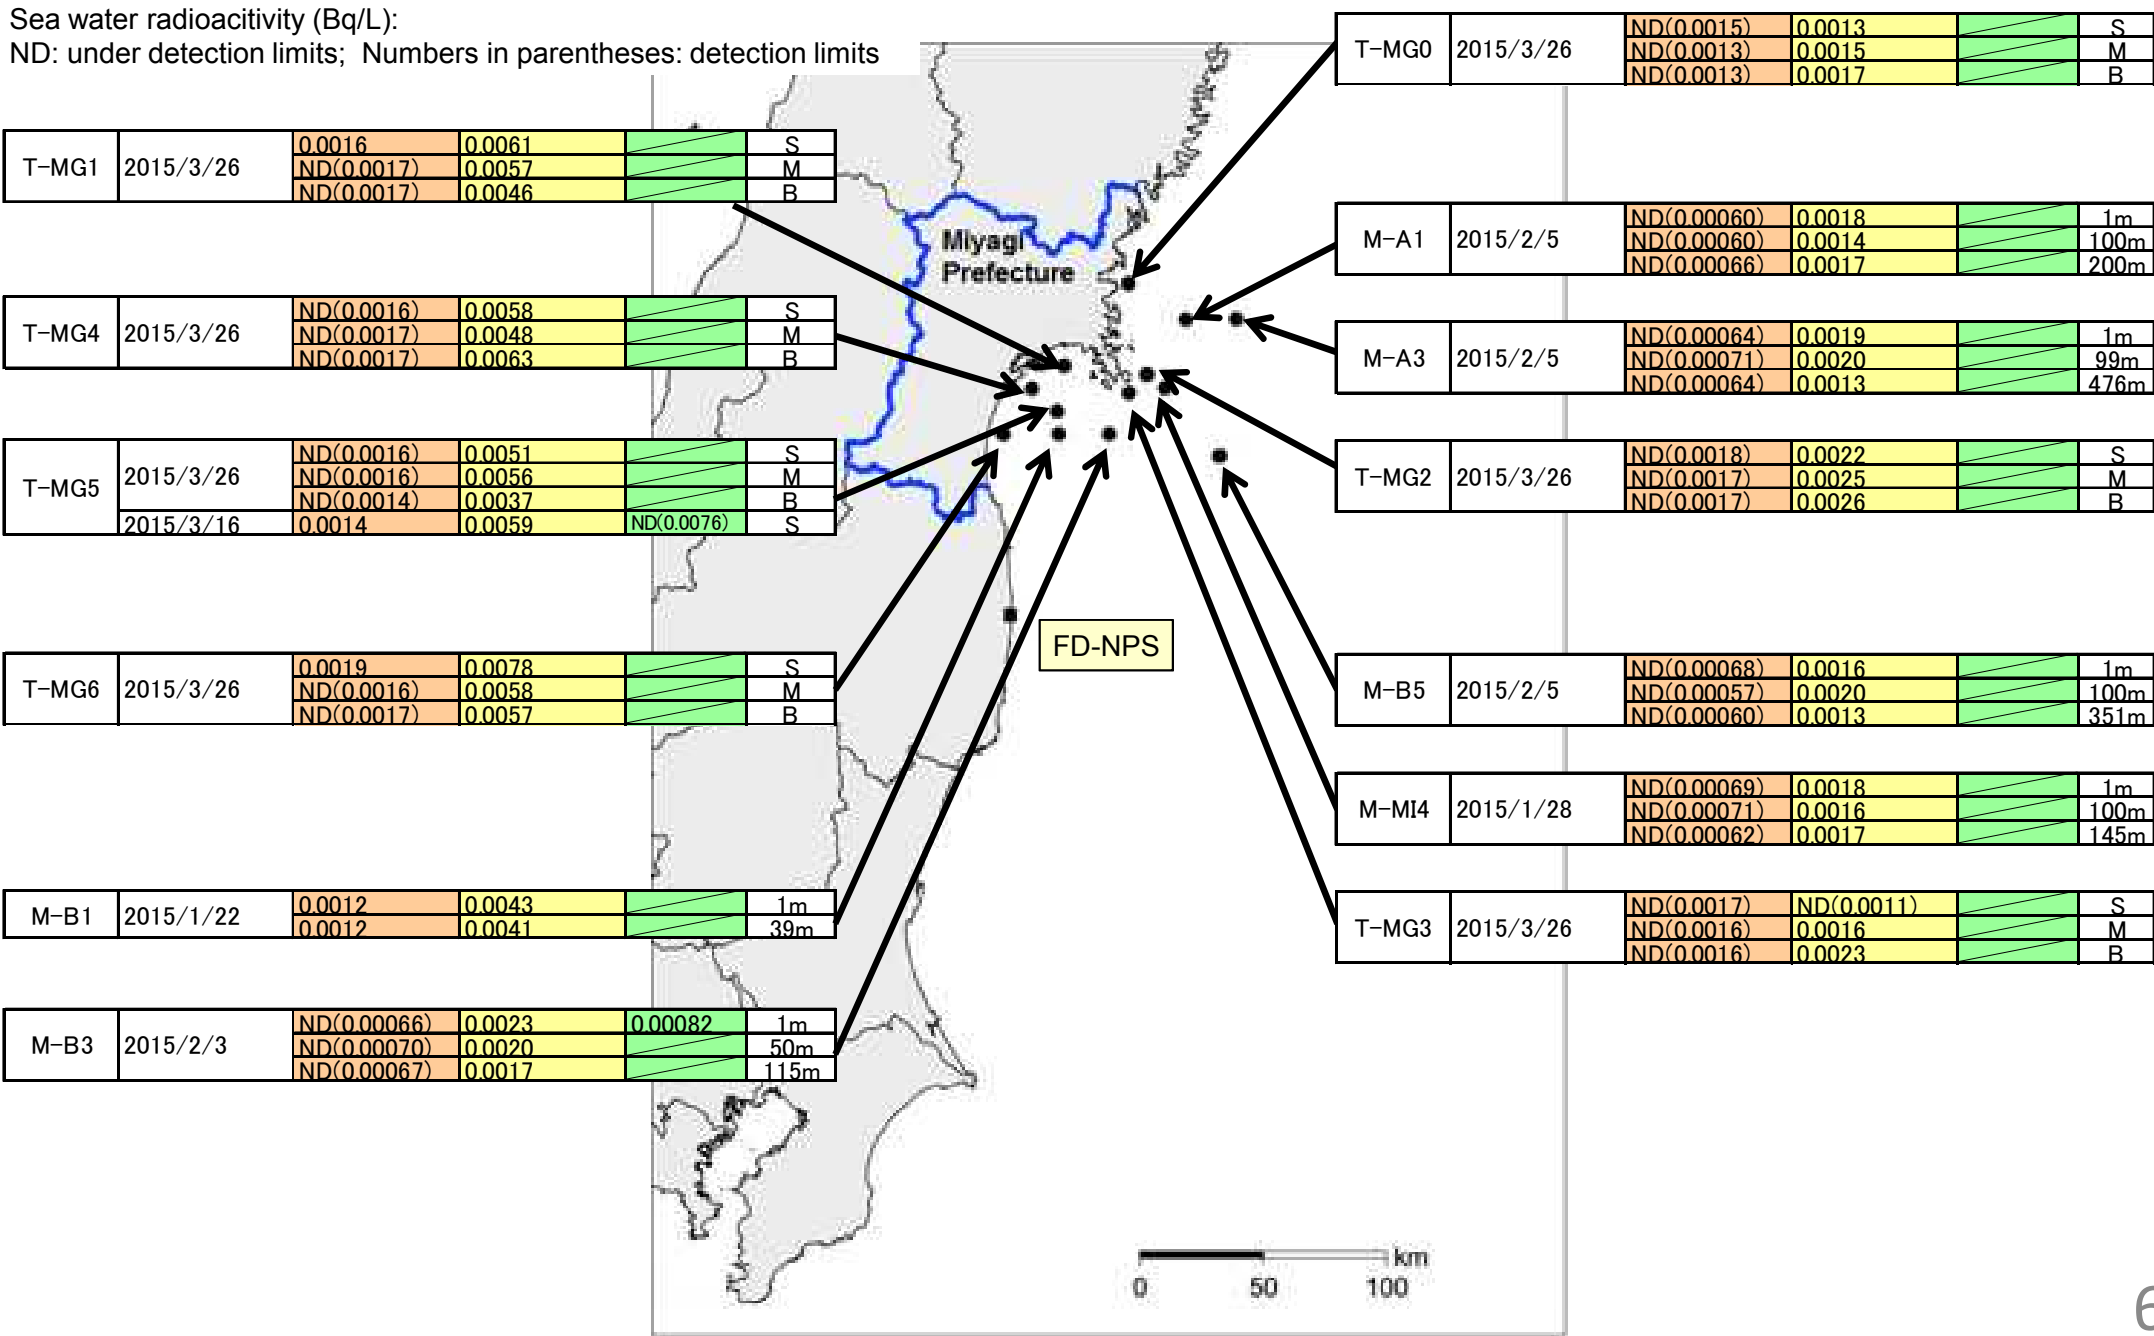 Sea water radioacitivity (Bq/L):
ND: under detection limits;  Numbers in parentheses: detection limits
T-MG1 2015/3/26
0.0016 0.0061 S
ND(0.0017) 0.0057 M
ND(0.0017) 0.0046 B
T-MG4 2015/3/26
ND(0.0016) 0.0058 S
ND(0.0017) 0.0048 M
ND(0.0017) 0.0063 B
T-MG5 2015/3/26
ND(0.0016) 0.0051 S
ND(0.0016) 0.0056 M
ND(0.0014) 0.0037 B
2015/3/16 0.0014 0.0059 ND(0.0076) S
T-MG6 2015/3/26
0.0019 0.0078 S
ND(0.0016) 0.0058 M
ND(0.0017) 0.0057 B
M-B1 2015/1/22
0.0012 0.0043 1m
0.0012 0.0041 39m
M-B3 2015/2/3
ND(0.00066) 0.0023 0.00082 1m
ND(0.00070) 0.0020 50m
ND(0.00067) 0.0017 115m
Miyagi
Prefecture
FD-NPS
km
0 50 100
T-MG0 2015/3/26
ND(0.0015) 0.0013 S
ND(0.0013) 0.0015 M
ND(0.0013) 0.0017 B
M-A1 2015/2/5
ND(0.00060) 0.0018 1m
ND(0.00060) 0.0014 100m
ND(0.00066) 0.0017 200m
M-A3 2015/2/5
ND(0.00064) 0.0019 1m
ND(0.00071) 0.0020 99m
ND(0.00064) 0.0013 476m
T-MG2 2015/3/26
ND(0.0018) 0.0022 S
ND(0.0017) 0.0025 M
ND(0.0017) 0.0026 B
M-B5 2015/2/5
ND(0.00068) 0.0016 1m
ND(0.00057) 0.0020 100m
ND(0.00060) 0.0013 351m
M-MI4 2015/1/28
ND(0.00069) 0.0018 1m
ND(0.00071) 0.0016 100m
ND(0.00062) 0.0017 145m
T-MG3 2015/3/26
ND(0.0017) ND(0.0011) S
ND(0.0016) 0.0016 M
ND(0.0016) 0.0023 B
6